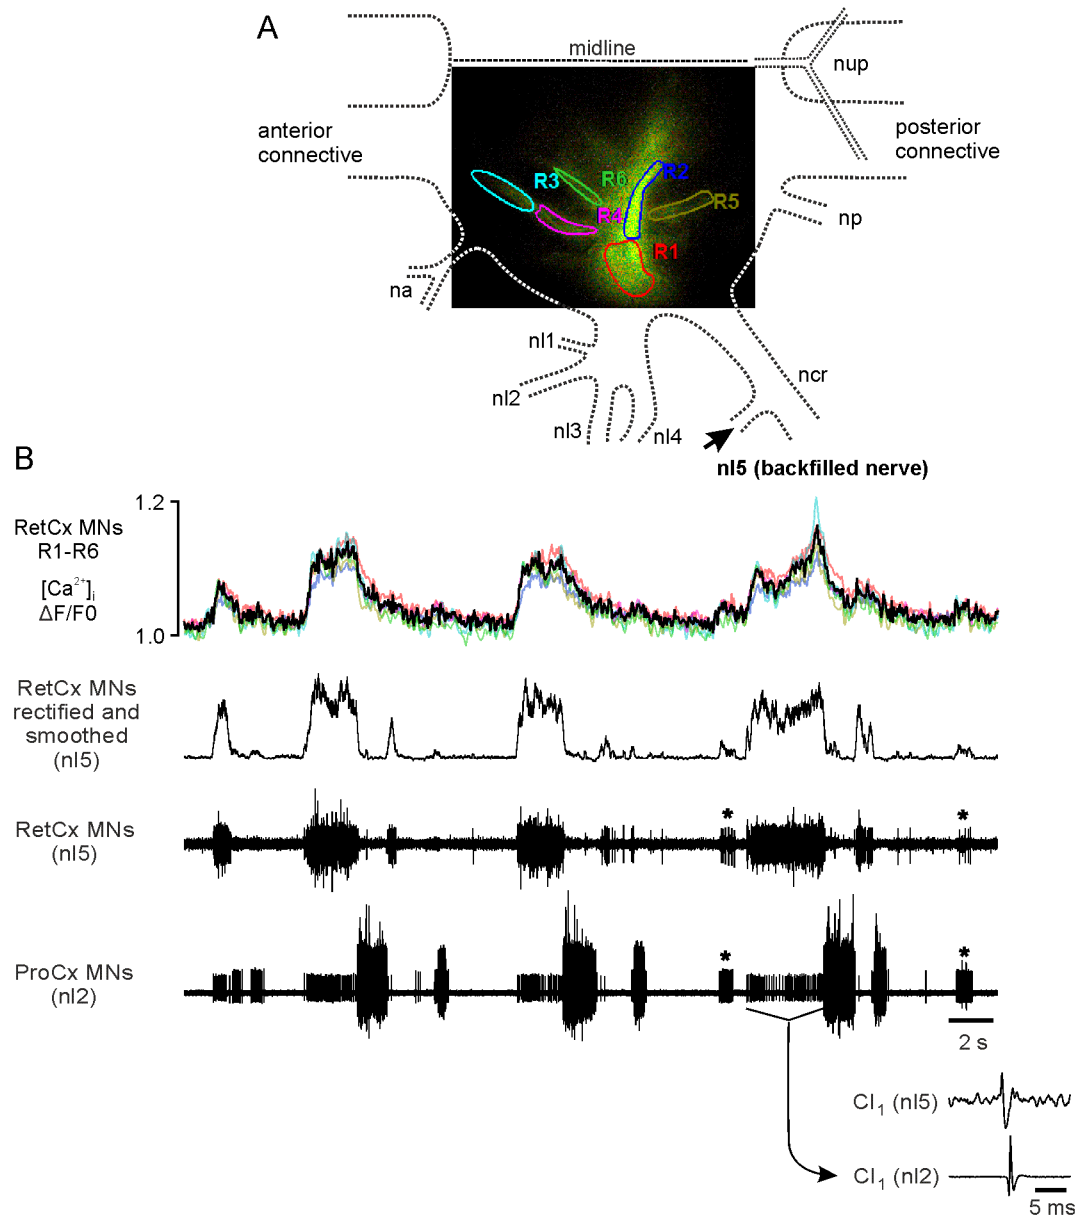 A
midline
nup
anterior
connective
posterior
connective
R3
R6
R2
R4
R5
R1
np
na
nl1
nl2
nl3
nl4
ncr
nl5 (backfilled nerve)
B
1.2
RetCx MNs
R1-R6
[Ca2+]i
ΔF/F0
1.0
RetCx MNs
rectified and
smoothed
(nl5)
RetCx MNs
(nl5)
* *
ProCx MNs
(nl2)
* *
2 s
CI1 (nl5)
CI1 (nl2)
5 ms